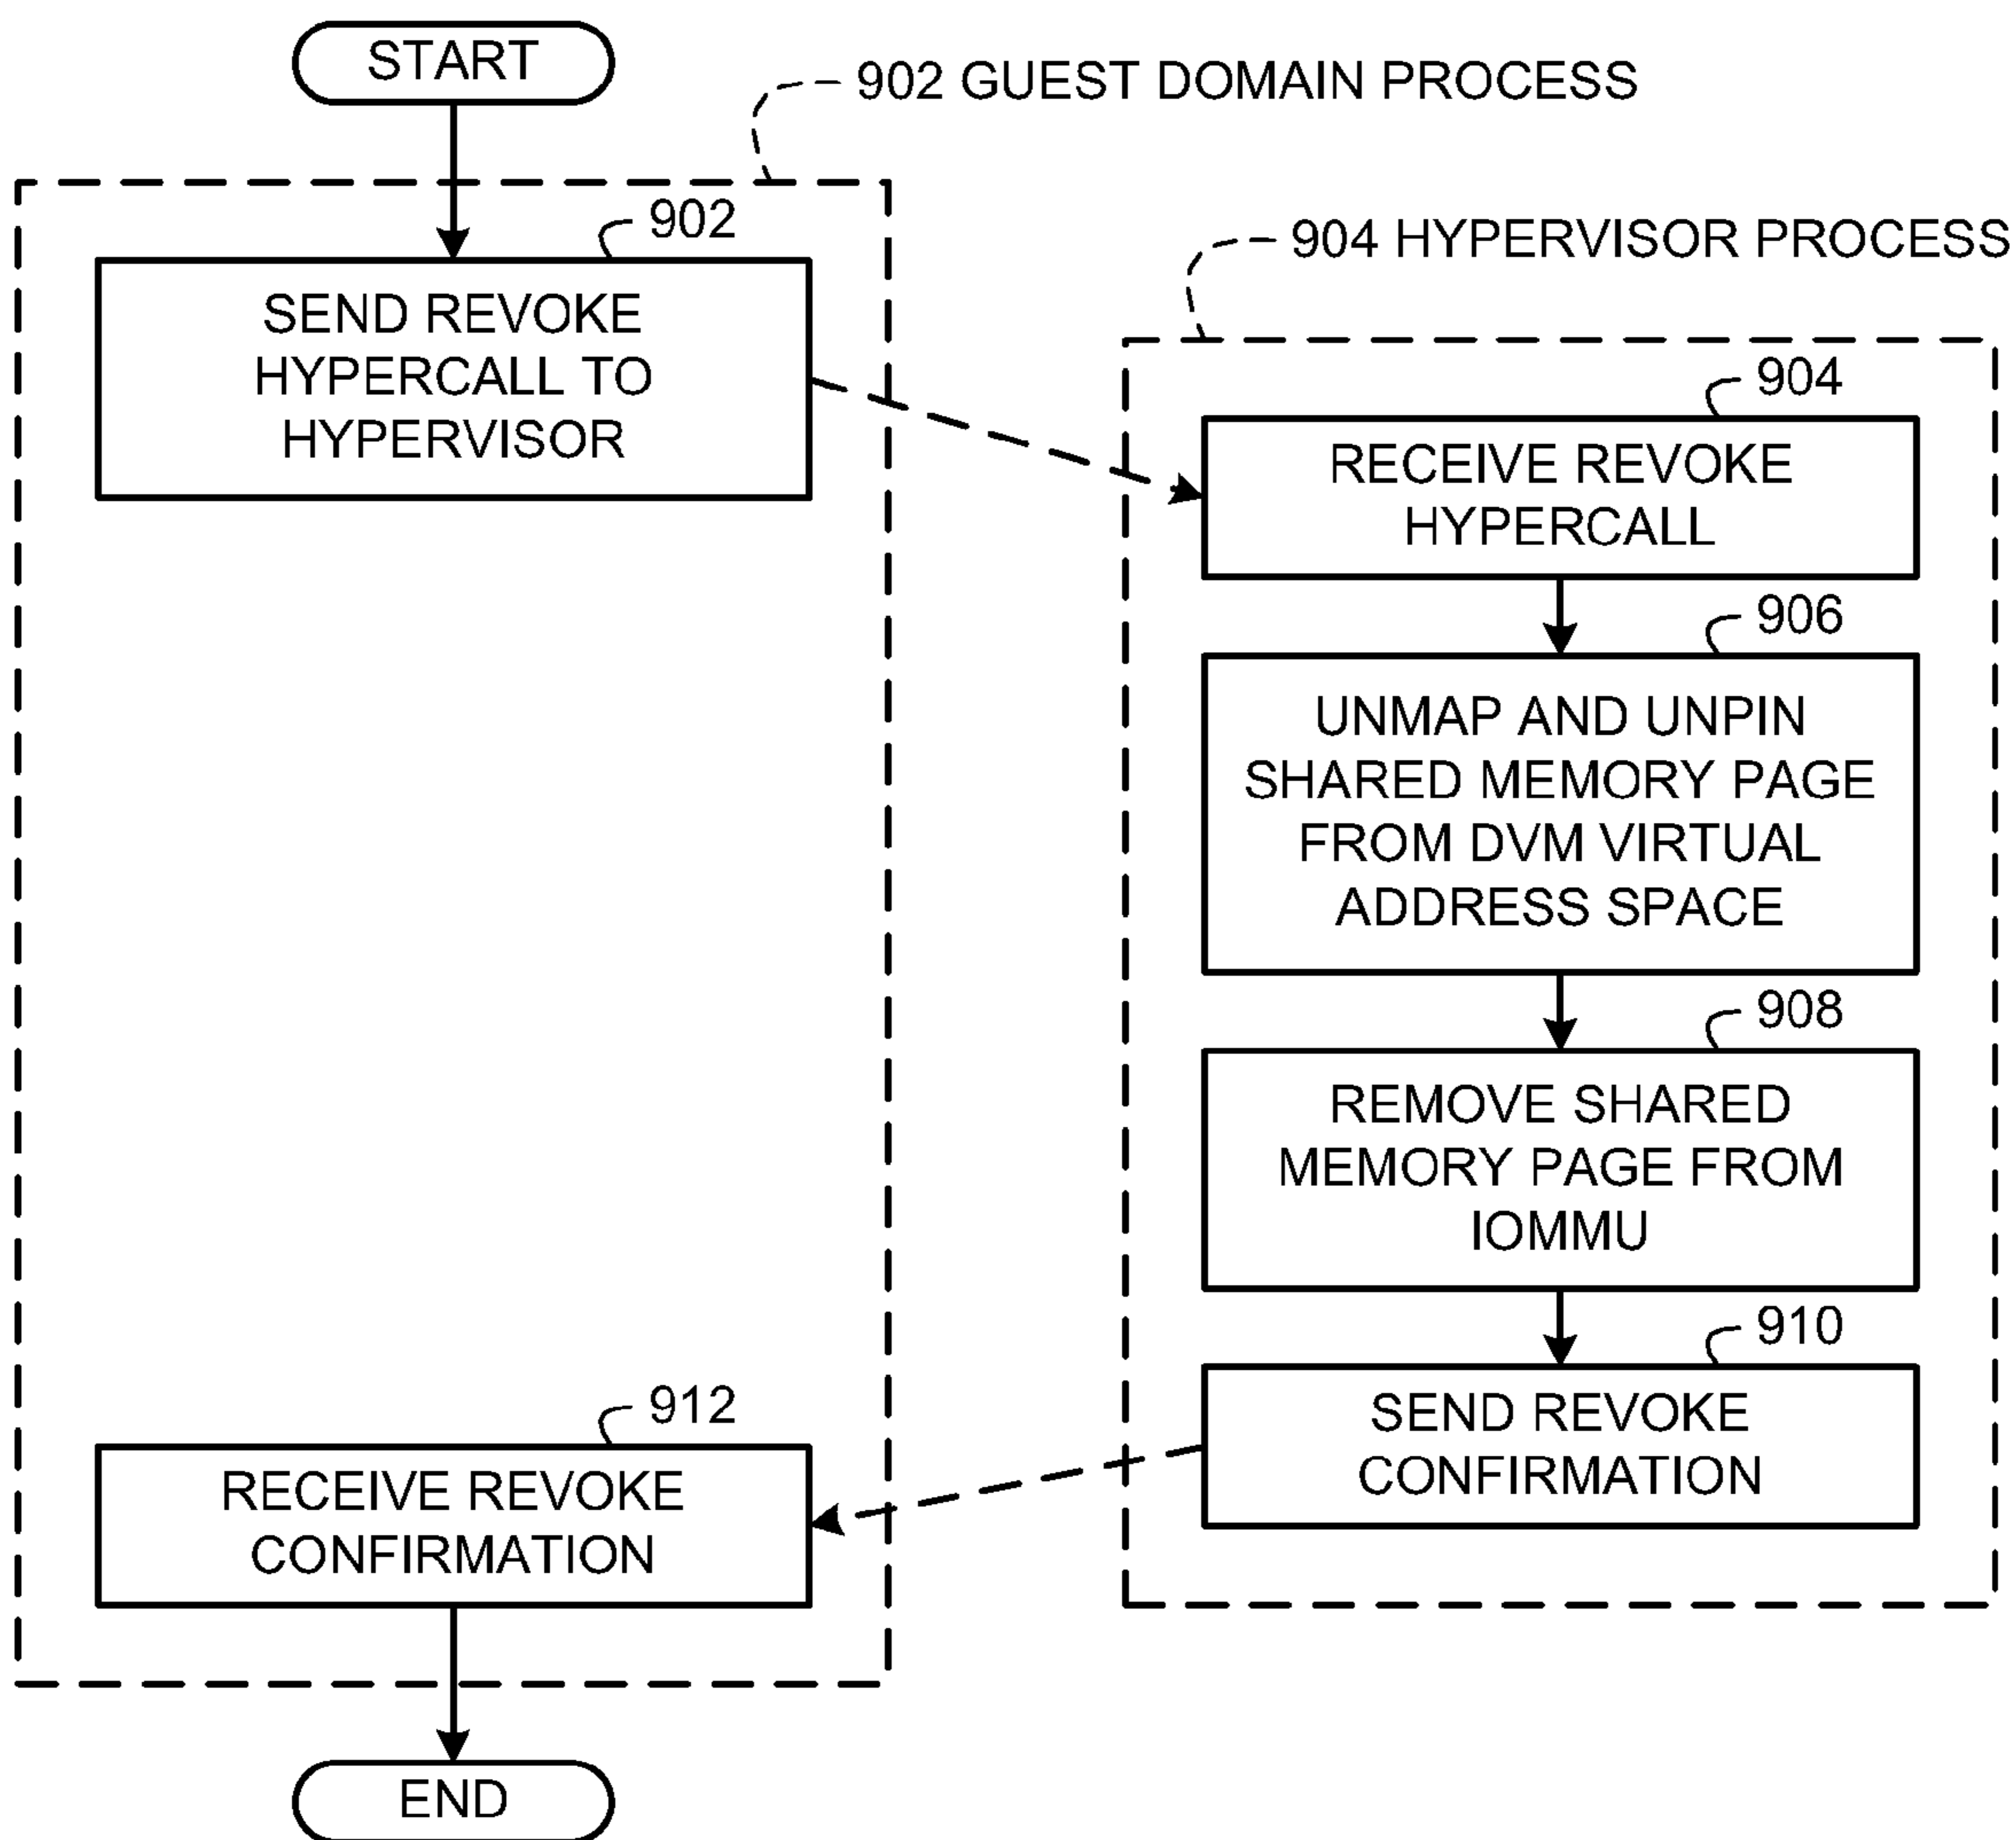 START
902 GUEST DOMAIN PROCESS
902
SEND REVOKE
HYPERCALL TO
HYPERVISOR
904 HYPERVISOR PROCESS
904
RECEIVE REVOKE
HYPERCALL
906
UNMAP AND UNPIN
SHARED MEMORY PAGE
FROM DVM VIRTUAL
ADDRESS SPACE
908
REMOVE SHARED
MEMORY PAGE FROM
IOMMU
910
SEND REVOKE
CONFIRMATION
912
RECEIVE REVOKE
CONFIRMATION
END